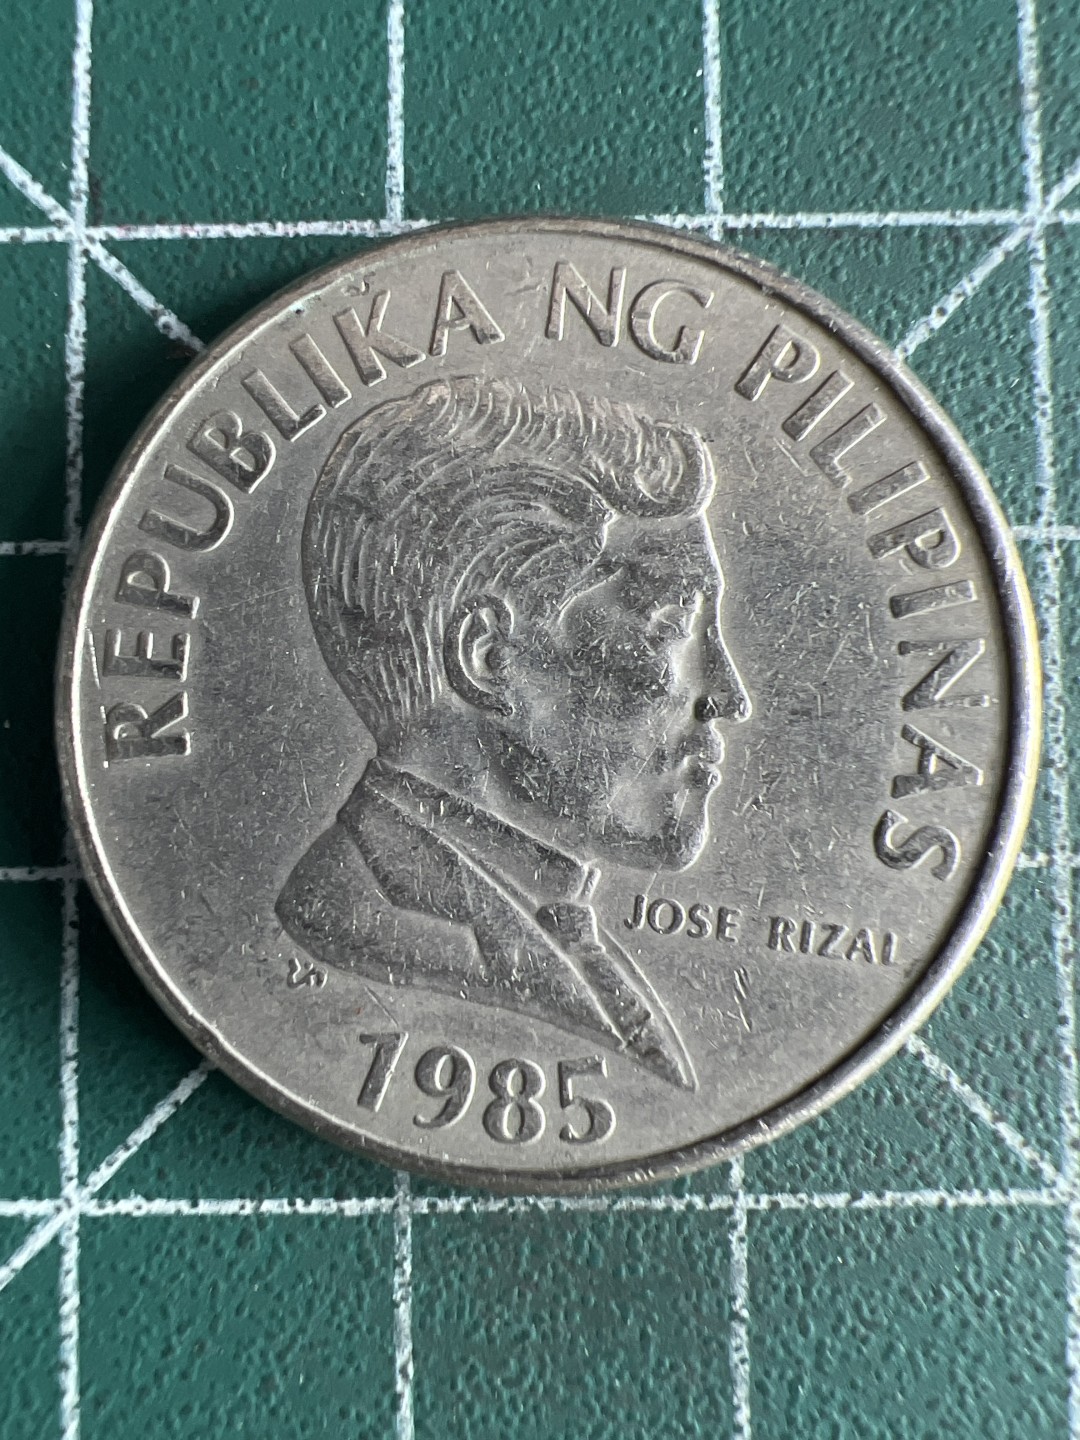 REPUBLIKA NG PILIPINAS
JOSE RIZAL
1985